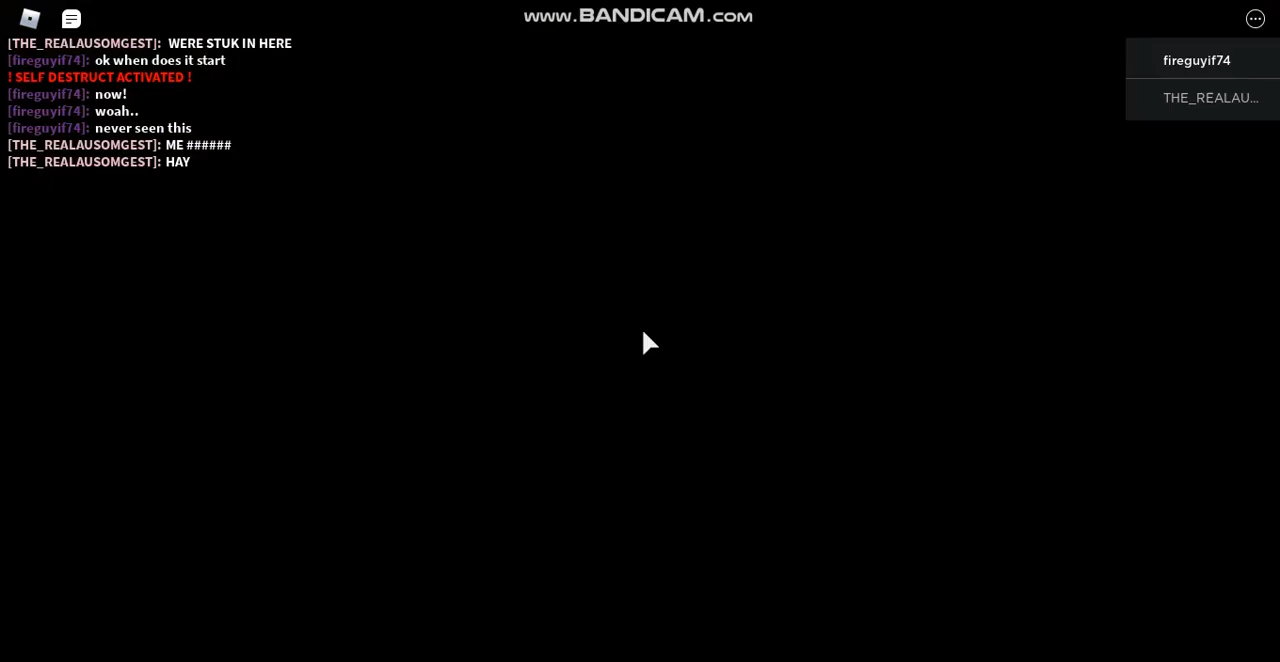 www.BANDICAM.com
[THE_REALAUSOMGEST]: WERE STUK IN HERE
[fireguyif74]: ok when does it start
! SELF DESTRUCT ACTIVATED !
[fireguyif74]: now!
[fireguyif74]: woah..
[fireguyif74]: never seen this
[THE_REALAUSOMGEST]: ME ######
[THE_REALAUSOMGEST]: HAY
fireguyif74
THE_REALAU...